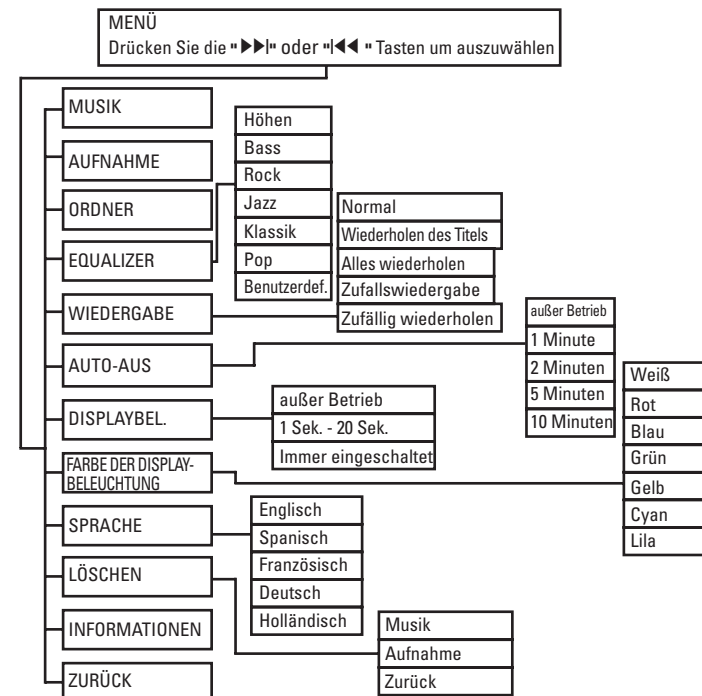 MENÜ
Drücken Sie die "▶▶|" oder "|◀◀ " Tasten um auszuwählen
MUSIK
AUFNAHME
ORDNER
EQUALIZER
WIEDERGABE
AUTO-AUS
DISPLAYBEL.
FARBE DER DISPLAY-
BELEUCHTUNG
SPRACHE
LÖSCHEN
INFORMATIONEN
ZURÜCK
Höhen
Bass
Rock
Jazz
Klassik
Pop
Benutzerdef.
Normal
Wiederholen des Titels
Alles wiederholen
Zufallswiedergabe
Zufällig wiederholen
außer Betrieb
1 Minute
2 Minuten
5 Minuten
10 Minuten
außer Betrieb
1 Sek. - 20 Sek.
Immer eingeschaltet
Weiß
Rot
Blau
Grün
Gelb
Cyan
Lila
Englisch
Spanisch
Französisch
Deutsch
Holländisch
Musik
Aufnahme
Zurück